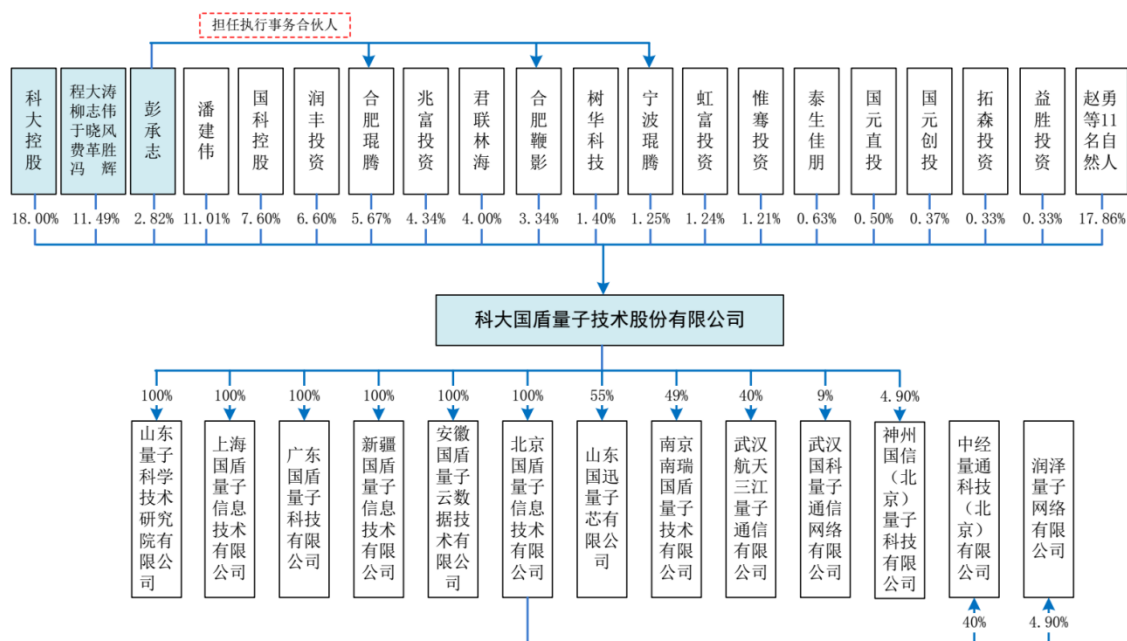 担任执行事务合伙人
科大控股
程大涛
柳志伟
于晓风
费革胜
冯辉
彭承志
潘建伟
国科控股
润丰投资
合肥琨腾
兆富投资
君联林海
合肥鞭影
树华科技
宁波琨腾
虹富投资
惟骞投资
泰生佳朋
国元直投
国元创投
拓森投资
益胜投资
赵勇等11名自然人
18.00% 11.49% 2.82% 11.01% 7.60% 6.60% 5.67% 4.34% 4.00% 3.34% 1.40% 1.25% 1.24% 1.21% 0.63% 0.50% 0.37% 0.33% 0.33% 17.86%
科大国盾量子技术股份有限公司
100% 100% 100% 100% 100% 100% 55% 49% 40% 9% 4.90%
山东量子科学技术研究院有限公司
上海国盾量子信息技术有限公司
广东国盾量子科技有限公司
新疆国盾量子信息技术有限公司
安徽国盾量子云数据技术有限公司
北京国盾量子信息技术有限公司
山东国迅量子芯有限公司
南京南瑞国盾量子技术有限公司
武汉航天三江量子通信有限公司
武汉国科量子通信网络有限公司
神州国信（北京）量子科技有限公司
中经量通科技（北京）有限公司
润泽量子网络有限公司
40% 4.90%